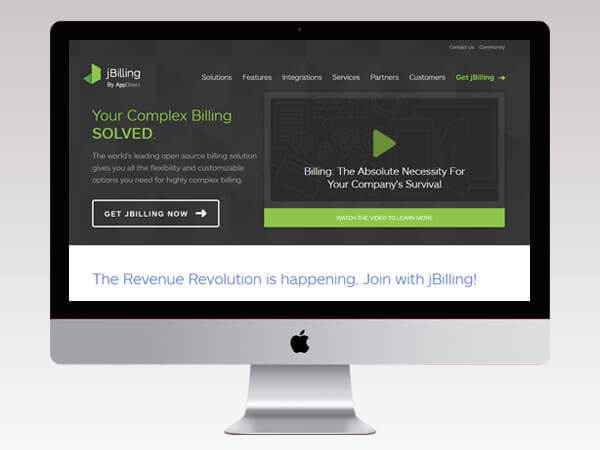 Contact Us Community
jBilling
By AppDirect
Solutions Features Integrations Services Partners Customers Get jBilling
Your Complex Billing
SOLVED.
The world's leading open source billing solution
gives you all the flexibility and customizable
options you need for highly complex billing.
GET JBILLING NOW
Billing: The Absolute Necessity For
Your Company's Survival
WATCH THE VIDEO TO LEARN MORE
The Revenue Revolution is happening. Join with jBilling!